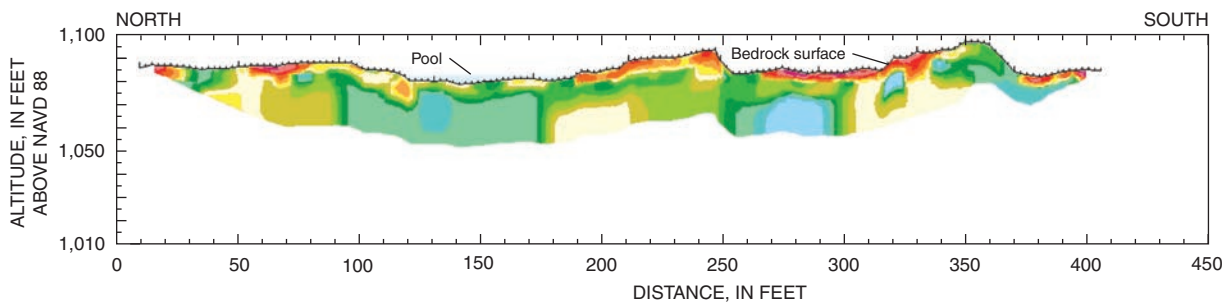 NORTH
SOUTH
1,100
Pool
Bedrock surface
1,050
1,010
ALTITUDE, IN FEET
ABOVE NAVD 88
0 50 100 150 200 250 300 350 400 450
DISTANCE, IN FEET